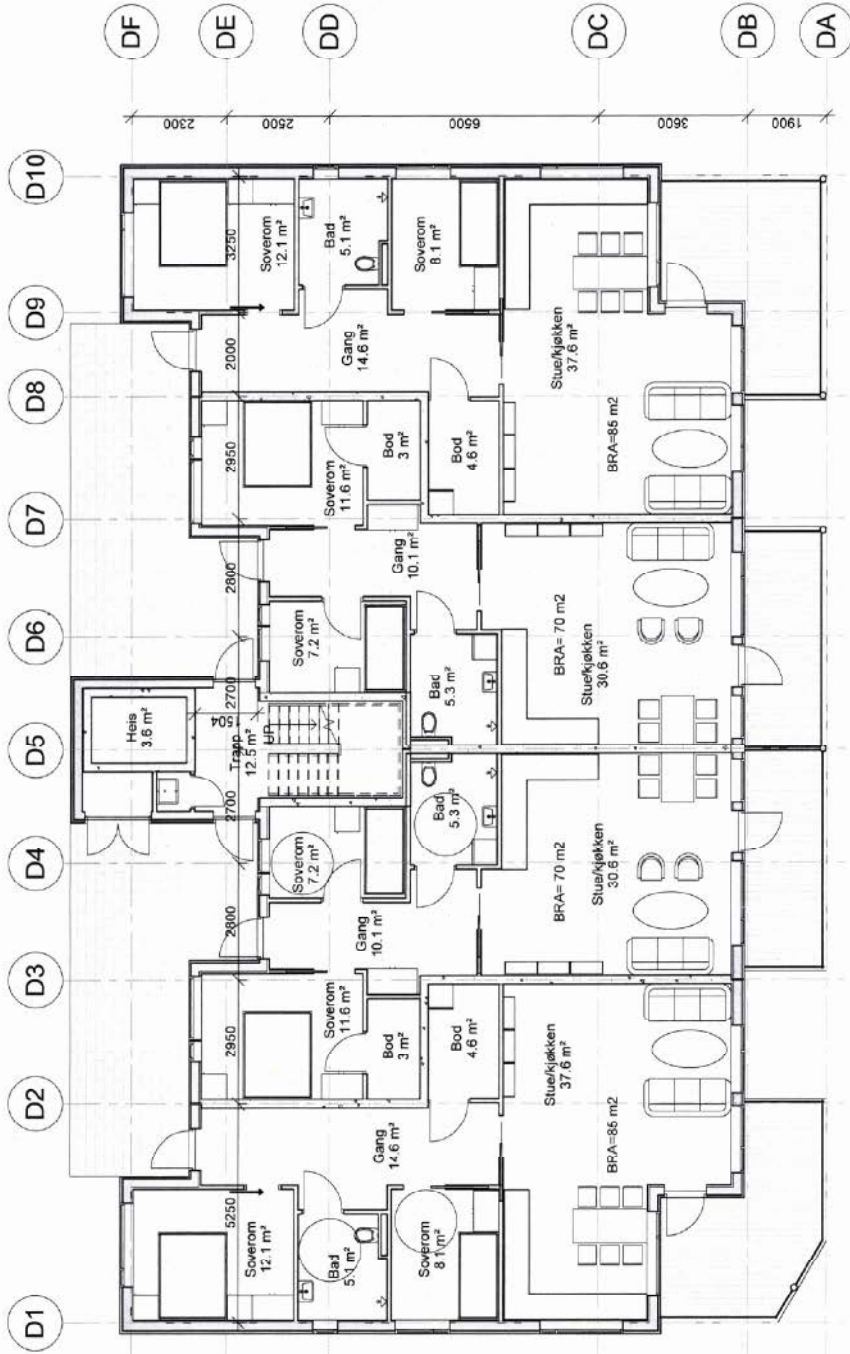 DF
DE
DD
DC
DB
DA
2300
2500
6500
3600
1900
D10
D9
D8
D7
D6
D5
D4
D3
D2
D1
3250
2000
2950
2800
2700
1504
2700
2800
2950
5250
Soverom
12.1 m²
Bad
5.1 m²
Soverom
8.1 m²
Gang
14.6 m²
Stue/kjøkken
37.6 m²
BRA=85 m2
Bod
4.6 m²
Soverom
11.6 m²
Bod
3 m²
Gang
10.1 m²
Soverom
7.2 m²
Bad
5.3 m²
BRA= 70 m2
Stue/kjøkken
30.6 m²
Heis
3.6 m²
Trapp
12.5 m²
UP
Soverom
7.2 m²
Bad
5.3 m²
BRA= 70 m2
Stue/kjøkken
30.6 m²
Gang
10.1 m²
Soverom
11.6 m²
Bod
3 m²
Bod
4.6 m²
Stue/kjøkken
37.6 m²
BRA=85 m2
Gang
14.6 m²
Soverom
12.1 m²
Bad
5.1 m²
Soverom
8.1 m²